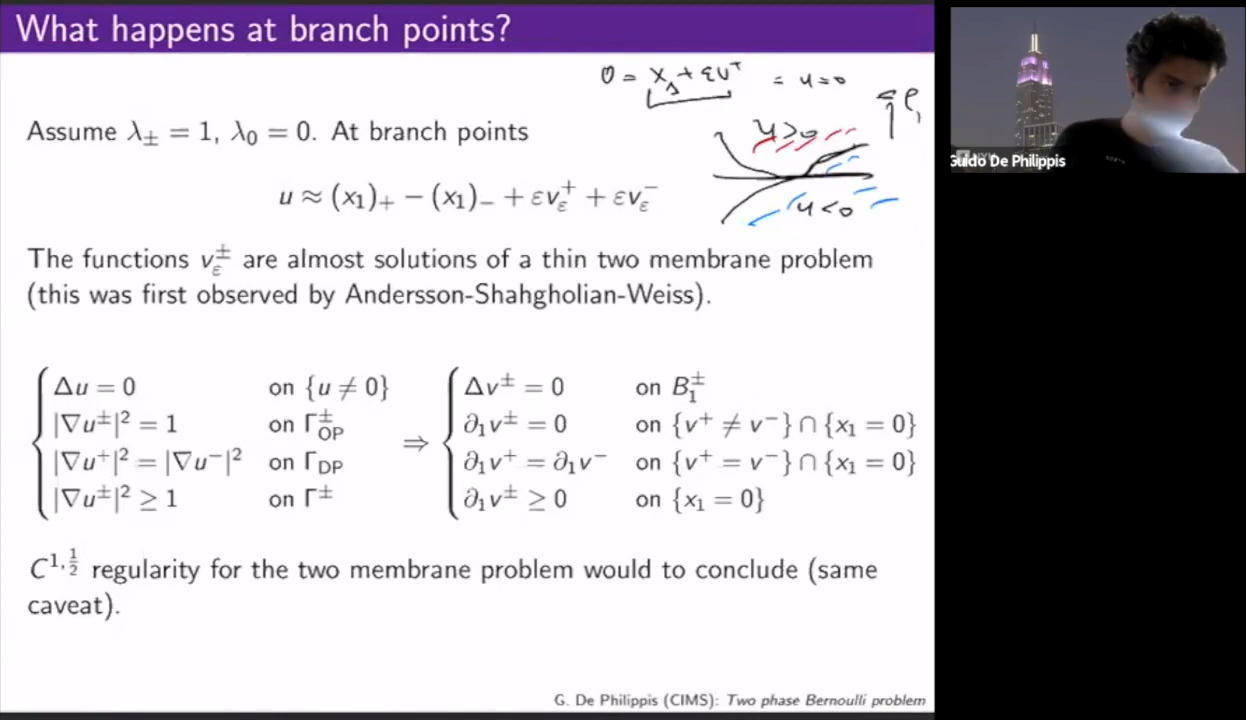 What happens at branch points?
0 = x₁ + εv⁺ = u=0
Assume λ± = 1, λ₀ = 0. At branch points
u>0
e₁
u ≈ (x₁)₊ − (x₁)₋ + εv_ε⁺ + εv_ε⁻
u<0
The functions v_ε^± are almost solutions of a thin two membrane problem
(this was first observed by Andersson-Shahgholian-Weiss).
Δu = 0 on {u ≠ 0} Δv^± = 0 on B₁^±
|∇u^±|² = 1 on Γ_OP^± ∂₁v^± = 0 on {v⁺ ≠ v⁻} ∩ {x₁ = 0}
|∇u⁺|² = |∇u⁻|² on Γ_DP ⇒ ∂₁v⁺ = ∂₁v⁻ on {v⁺ = v⁻} ∩ {x₁ = 0}
|∇u^±|² ≥ 1 on Γ^± ∂₁v^± ≥ 0 on {x₁ = 0}
C^{1,1/2} regularity for the two membrane problem would to conclude (same
caveat).
G. De Philippis (CIMS): Two phase Bernoulli problem
Guido De Philippis